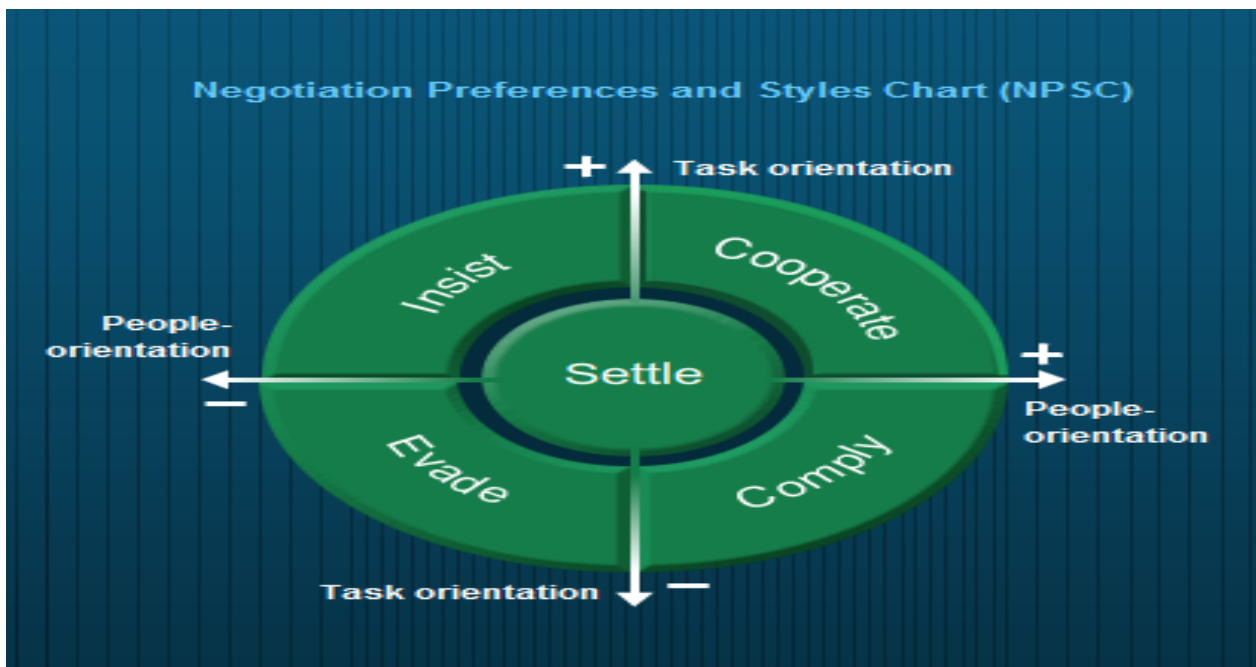 Negotiation Preferences and Styles Chart (NPSC)
+
Task orientation
Insist
Cooperate
People-
orientation
Settle
+
−
People-
orientation
Evade
Comply
Task orientation
−